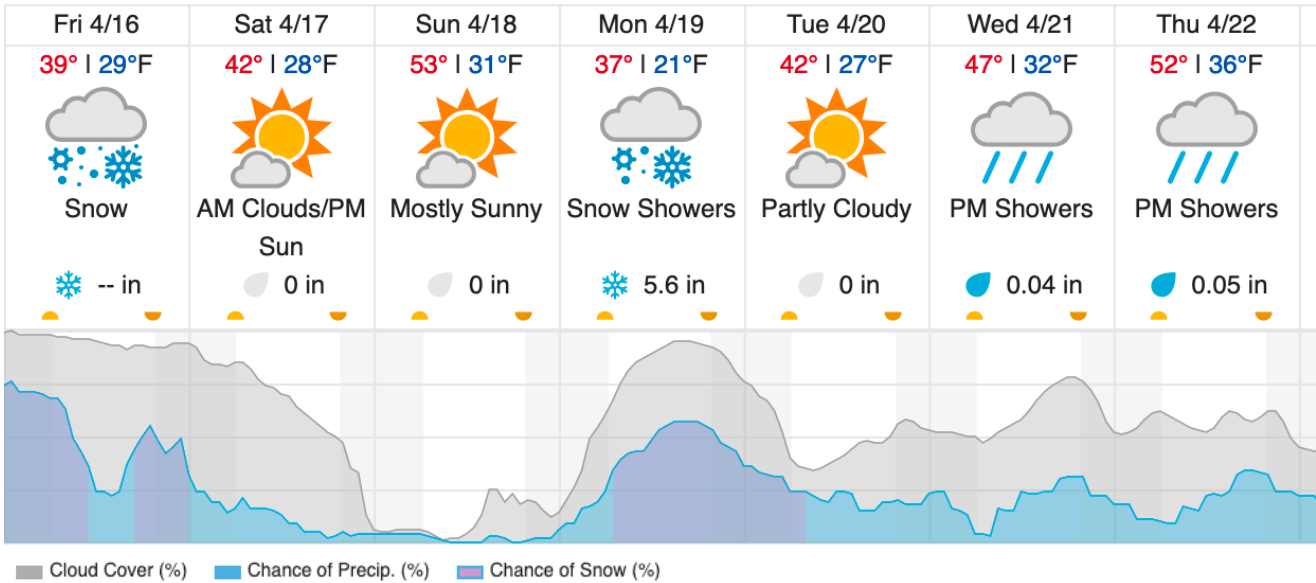 Fri 4/16 Sat 4/17 Sun 4/18 Mon 4/19 Tue 4/20 Wed 4/21 Thu 4/22
39° | 29°F 42° | 28°F 53° | 31°F 37° | 21°F 42° | 27°F 47° | 32°F 52° | 36°F
Snow AM Clouds/PM Mostly Sunny Snow Showers Partly Cloudy PM Showers PM Showers
Sun
-- in 0 in 0 in 5.6 in 0 in 0.04 in 0.05 in
Cloud Cover (%) Chance of Precip. (%) Chance of Snow (%)